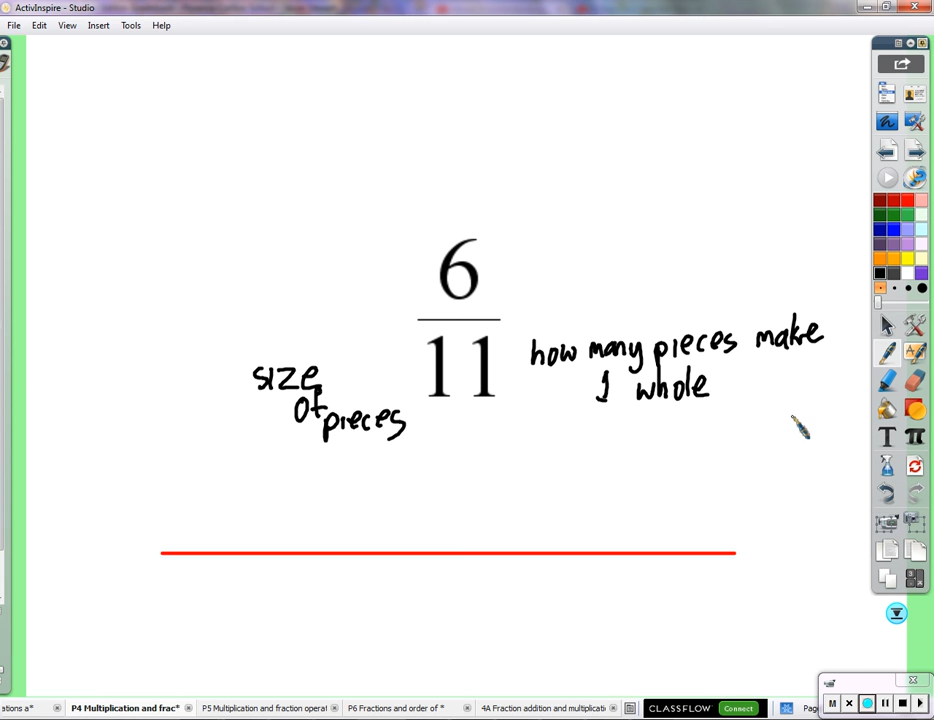 ActivInspire - Studio
File Edit View Insert Tools Help
6
11
how many pieces make
1 whole
size
of pieces
ations a*
P4 Multiplication and frac*
P5 Multiplication and fraction operat
P6 Fractions and order of *
4A Fraction addition and multiplicati
CLASSFLOW
Connect
Page
T π
M